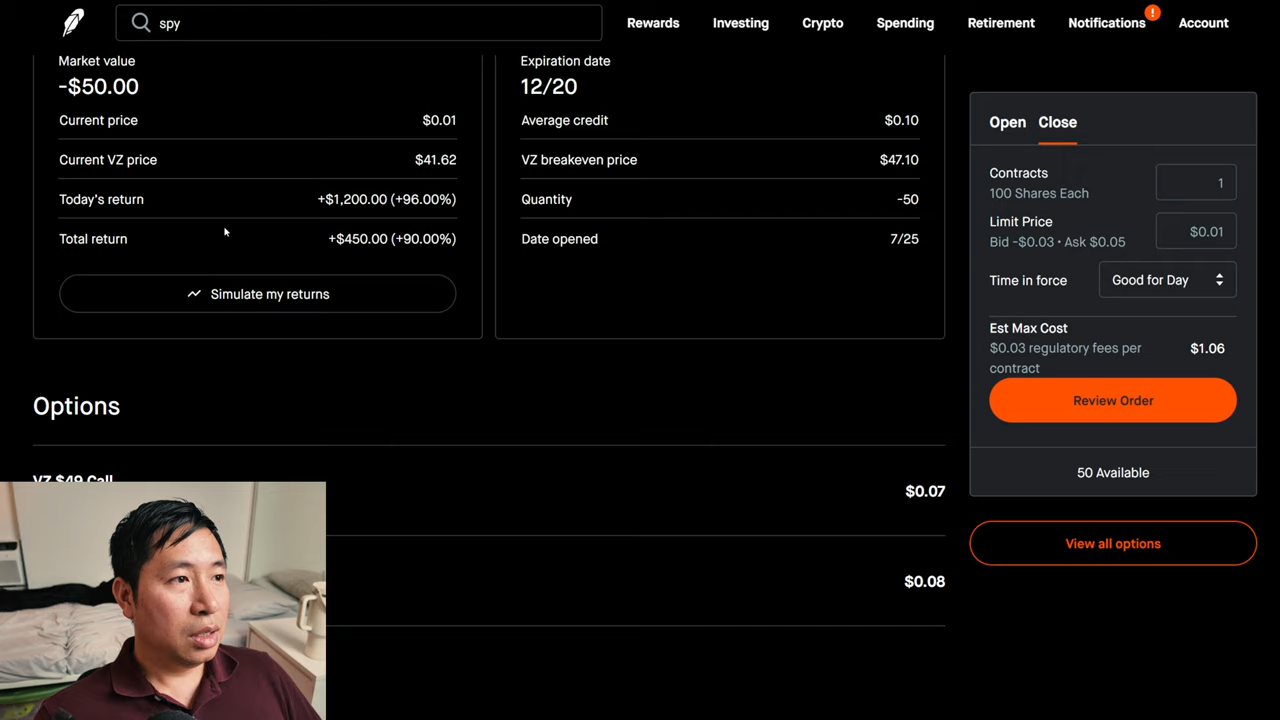 spy
Rewards
Investing
Crypto
Spending
Retirement
Notifications
!
Account
Market value
-$50.00
Current price $0.01
Current VZ price $41.62
Today's return +$1,200.00 (+96.00%)
Total return +$450.00 (+90.00%)
Simulate my returns
Expiration date
12/20
Average credit $0.10
VZ breakeven price $47.10
Quantity -50
Date opened 7/25
Open Close
Contracts
100 Shares Each
1
Limit Price
Bid -$0.03 • Ask $0.05
$0.01
Time in force Good for Day
Est Max Cost
$0.03 regulatory fees per
contract
$1.06
Review Order
50 Available
View all options
Options
VZ $49 Call
$0.07
$0.08